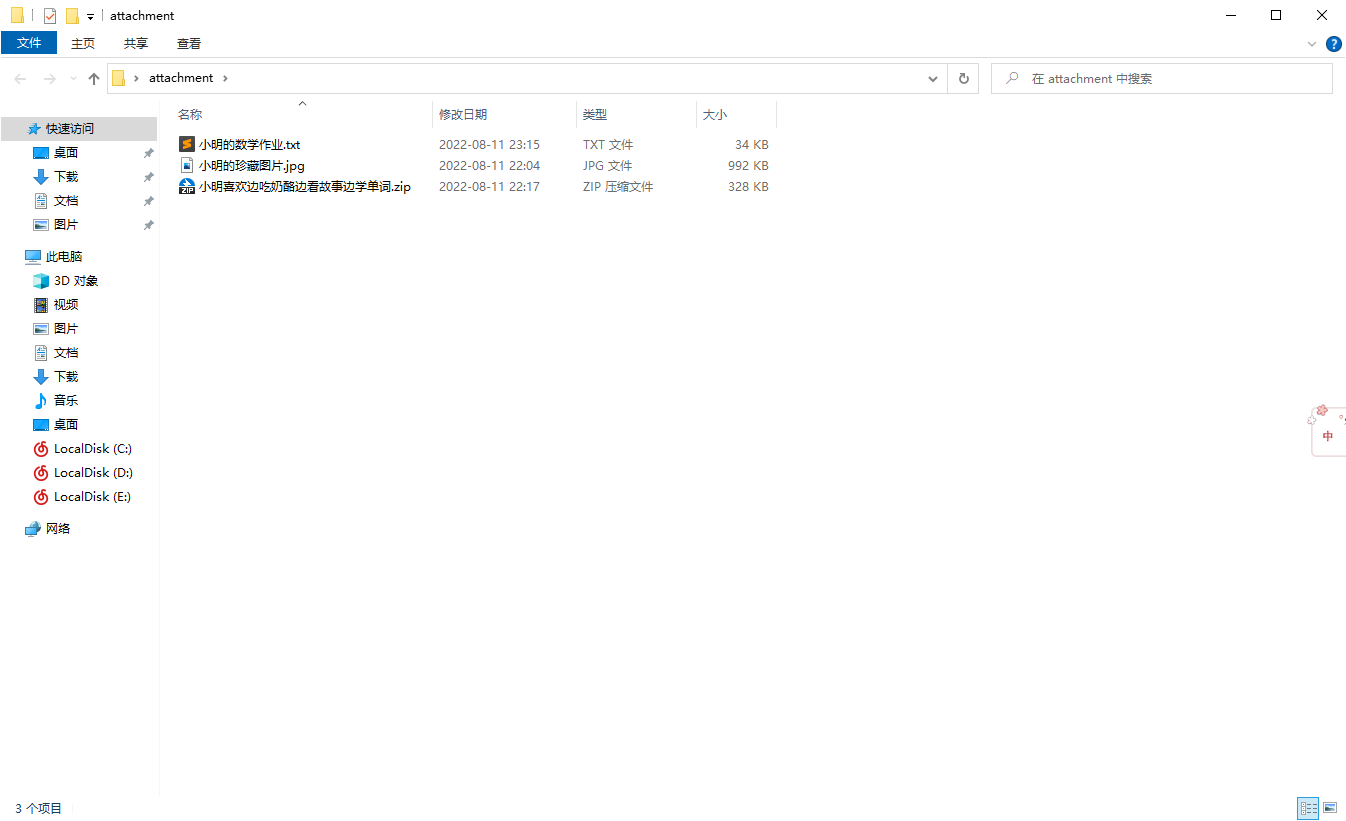 attachment
文件 主页 共享 查看 ?
attachment 在 attachment 中搜索
名称 修改日期 类型 大小
小明的数学作业.txt 2022-08-11 23:15 TXT 文件 34 KB
小明的珍藏图片.jpg 2022-08-11 22:04 JPG 文件 992 KB
ZIP 小明喜欢边吃奶酪边看故事边学单词.zip 2022-08-11 22:17 ZIP 压缩文件 328 KB
快速访问
桌面
下载
文档
图片
此电脑
3D 对象
视频
图片
文档
下载
音乐
桌面
LocalDisk (C:)
LocalDisk (D:)
LocalDisk (E:)
网络
中
3 个项目